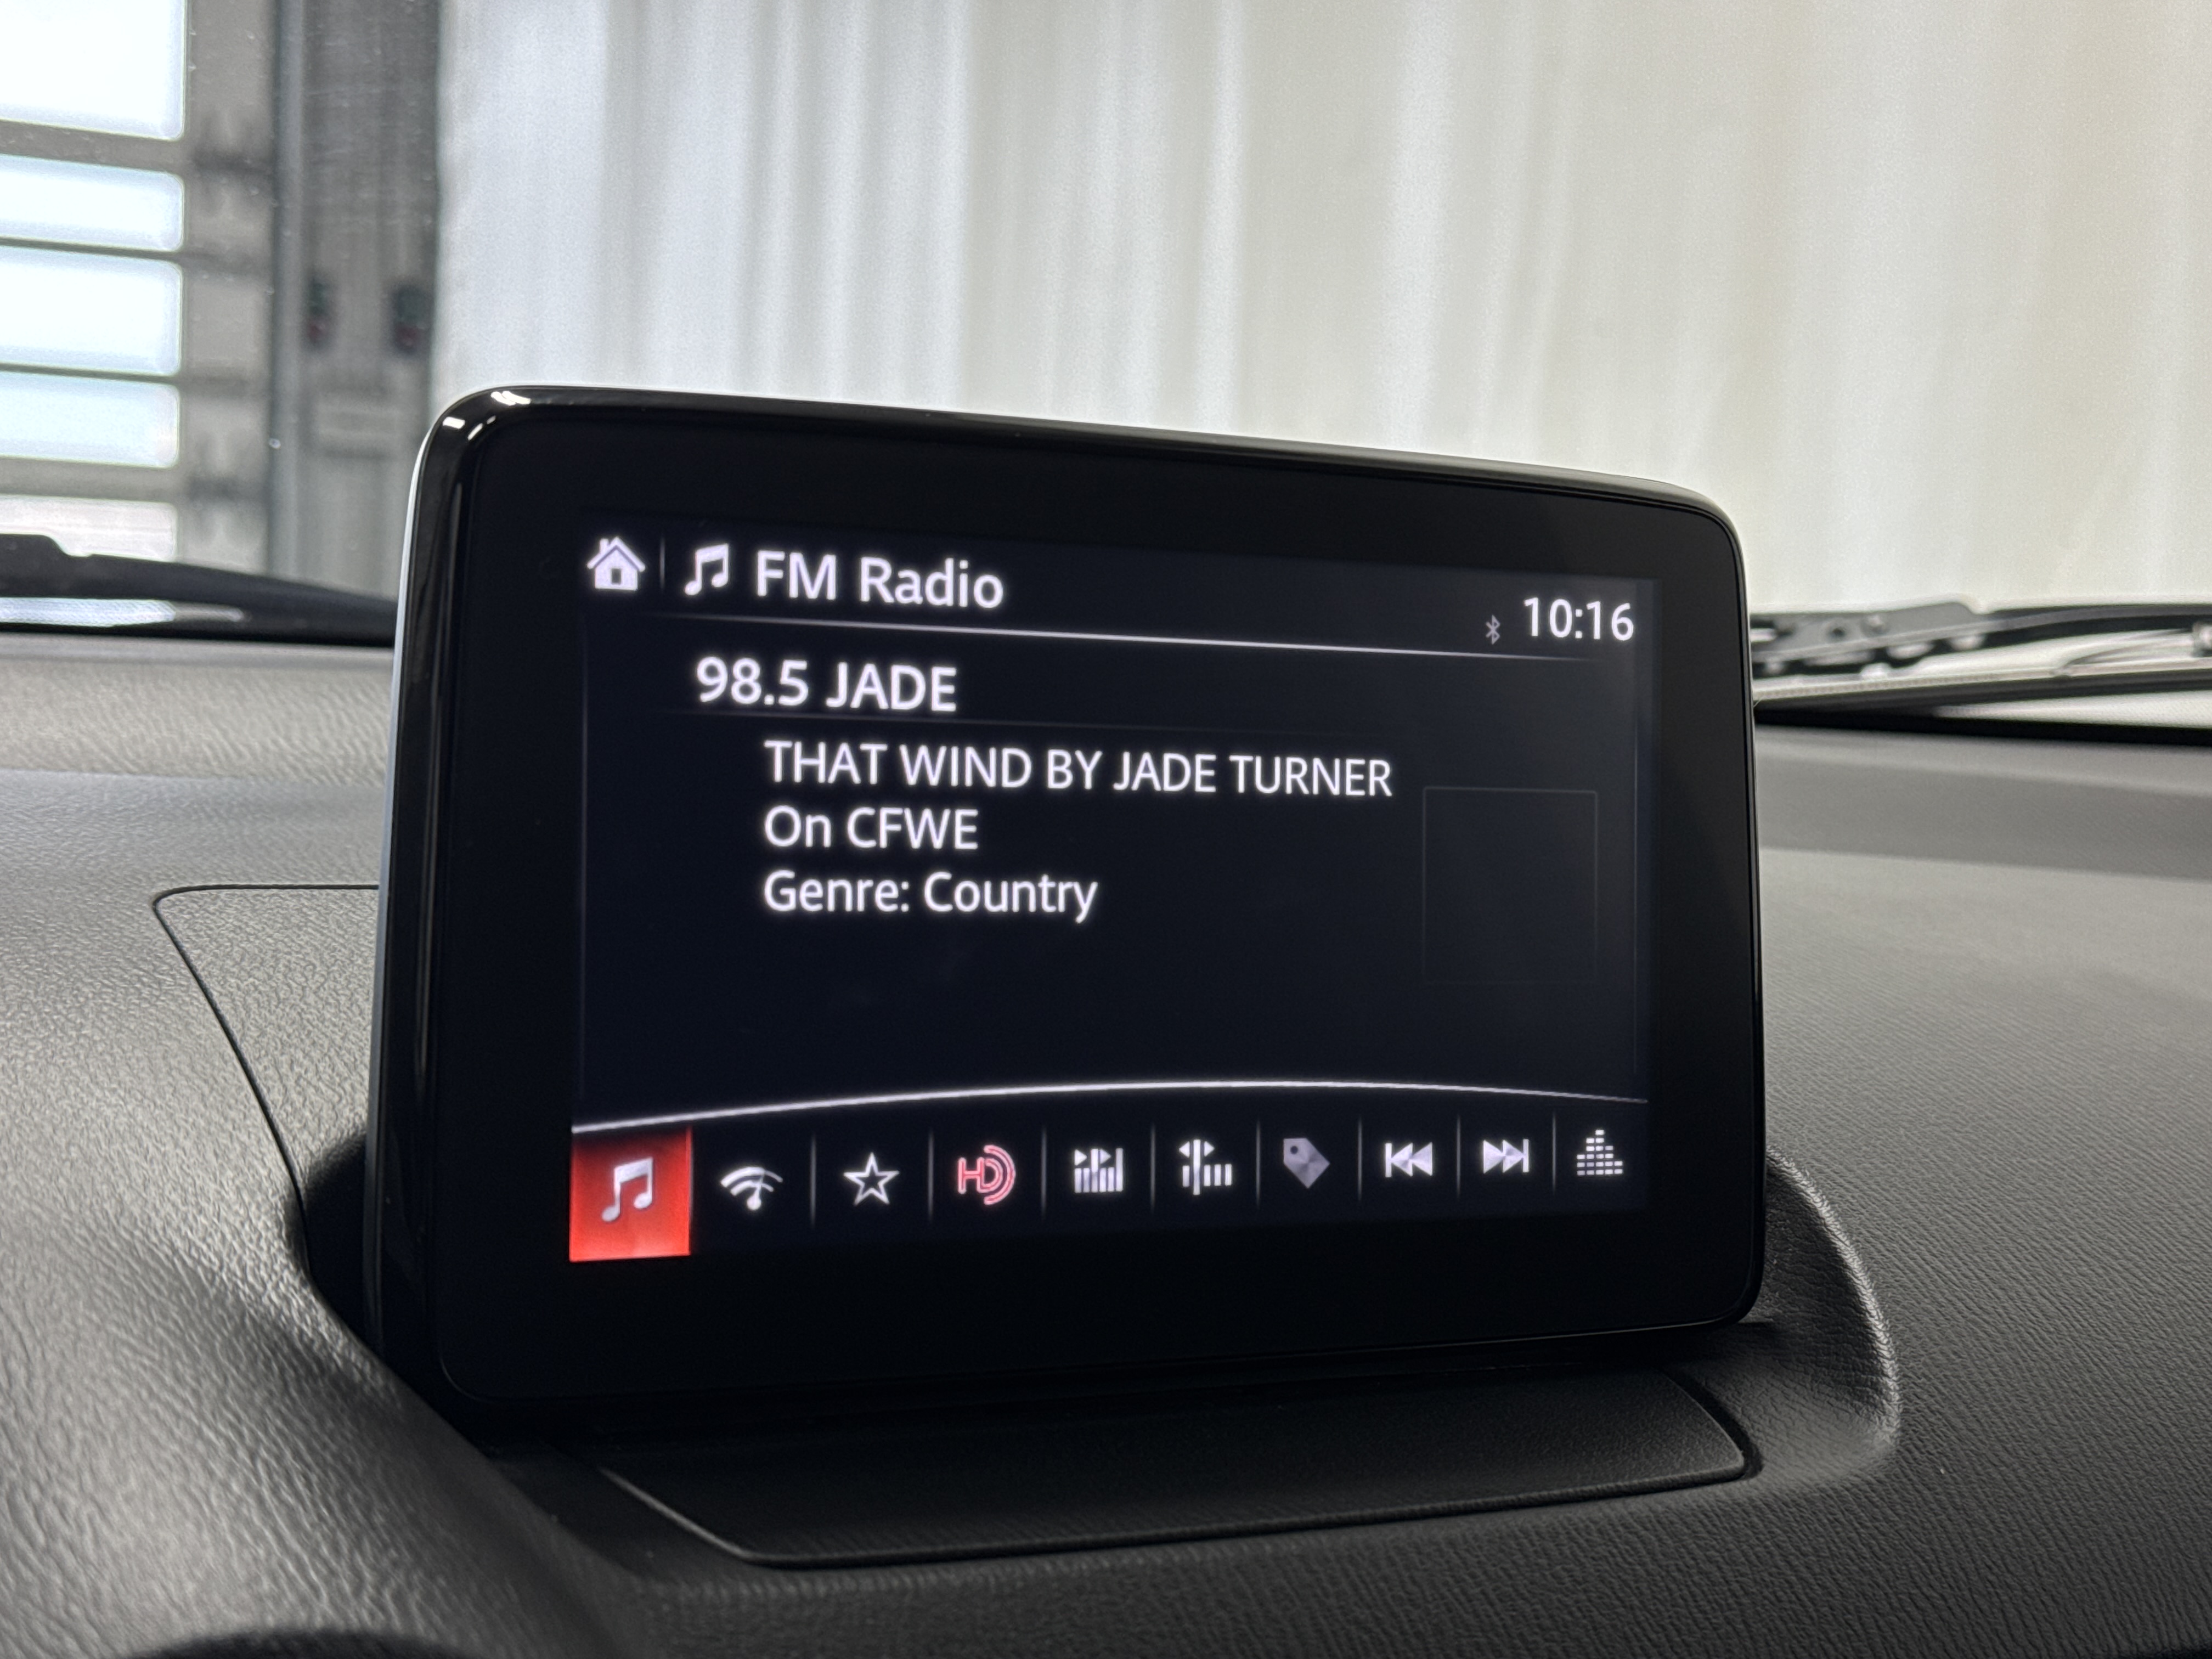 FM Radio
10:16
98.5 JADE
THAT WIND BY JADE TURNER
On CFWE
Genre: Country
HD